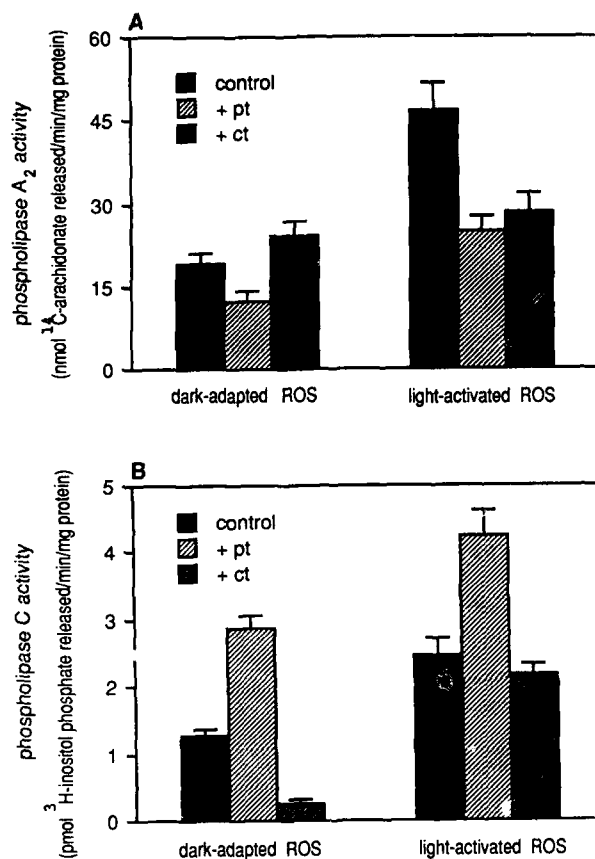 A
phospholipase A2 activity
(nmol 14C-arachidonate released/min/mg protein)
60
45
30
15
0
control
+ pt
+ ct
dark-adapted ROS
light-activated ROS
B
phospholipase C activity
(pmol 3H-inositol phosphate released/min/mg protein)
5
4
3
2
1
0
control
+ pt
+ ct
dark-adapted ROS
light-activated ROS